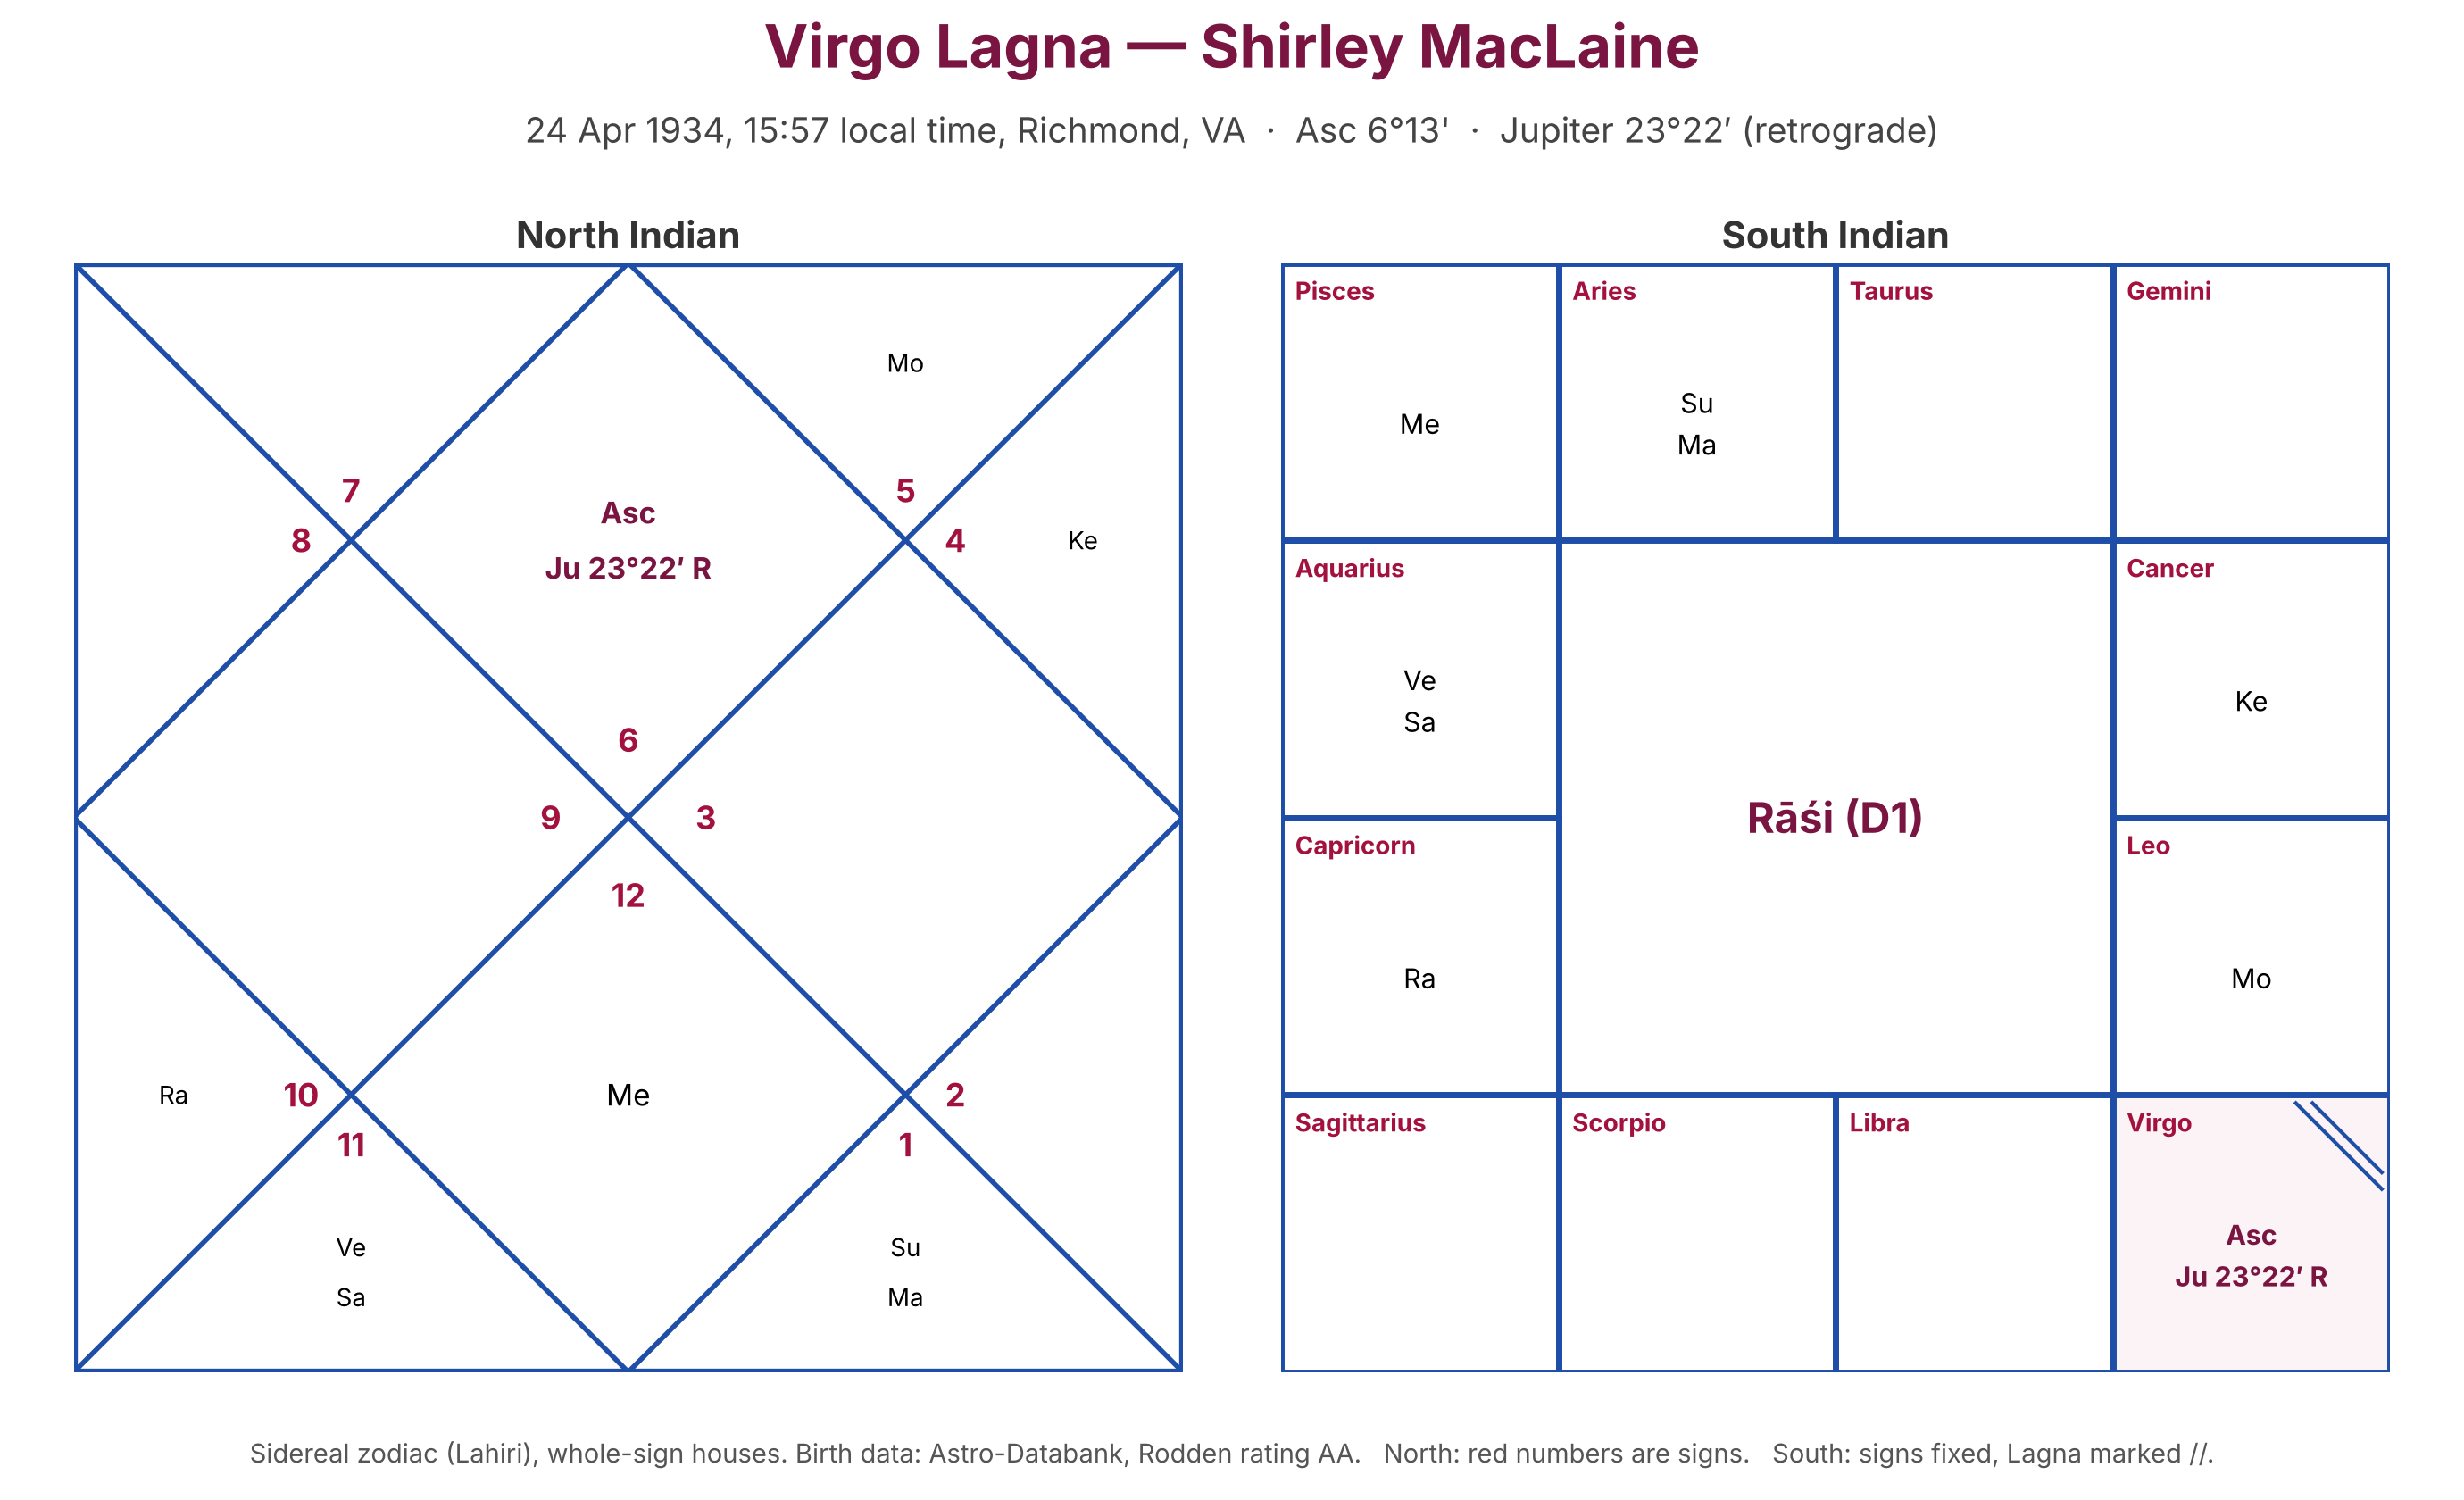 Virgo Lagna — Shirley MacLaine
24 Apr 1934, 15:57 local time, Richmond, VA · Asc 6°13' · Jupiter 23°22′ (retrograde)
North Indian
Mo
7
5
Asc
8
4
Ke
Ju 23°22′ R
6
9
3
12
Ra
10
Me
2
11
1
Ve
Su
Sa
Ma
South Indian
Pisces
Aries
Taurus
Gemini
Me
Su
Ma
Aquarius
Cancer
Ve
Sa
Ke
Rāśi (D1)
Capricorn
Leo
Ra
Mo
Sagittarius
Scorpio
Libra
Virgo
Asc
Ju 23°22′ R
Sidereal zodiac (Lahiri), whole-sign houses. Birth data: Astro-Databank, Rodden rating AA. North: red numbers are signs. South: signs fixed, Lagna marked //.